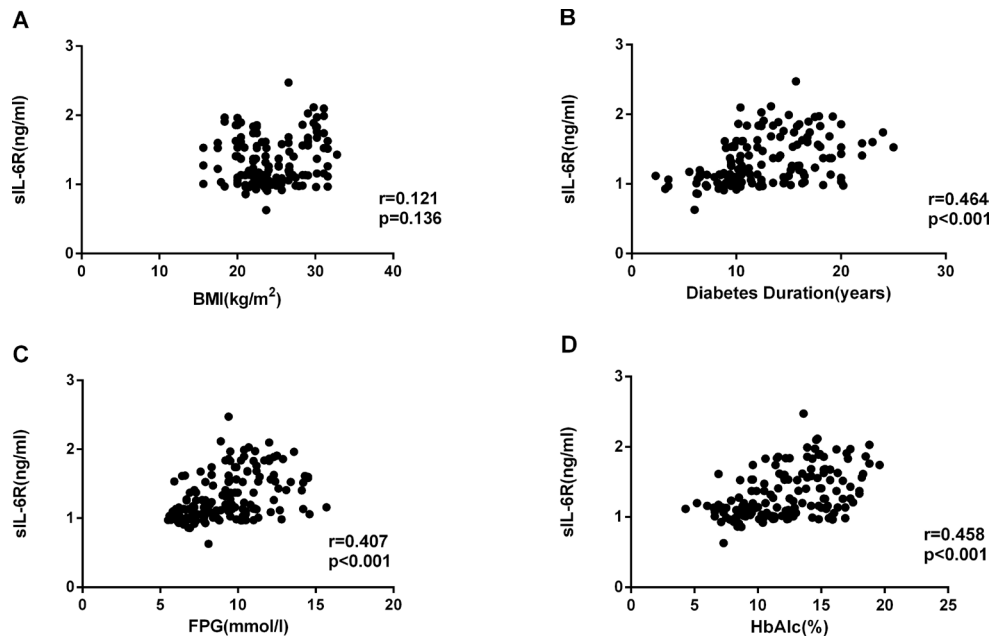 A
3
2
1
0
sIL-6R(ng/ml)
0 10 20 30 40
BMI(kg/m²)
r=0.121
p=0.136
B
3
2
1
0
sIL-6R(ng/ml)
0 10 20 30
Diabetes Duration(years)
r=0.464
p<0.001
C
3
2
1
0
sIL-6R(ng/ml)
0 5 10 15 20
FPG(mmol/l)
r=0.407
p<0.001
D
3
2
1
0
sIL-6R(ng/ml)
0 5 10 15 20 25
HbAIc(%)
r=0.458
p<0.001